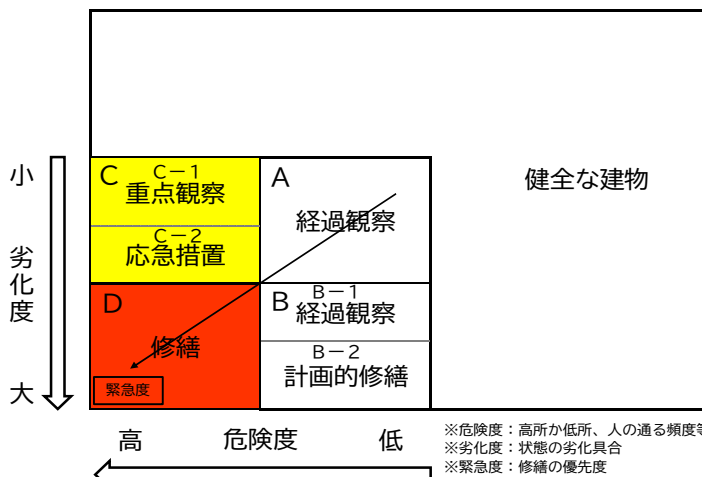 小
劣化度
大
C
C－1
重点観察
C－2
応急措置
A
経過観察
健全な建物
D
修繕
緊急度
B
B－1
経過観察
B－2
計画的修繕
高 危険度 低
※危険度：高所か低所、人の通る頻度等
※劣化度：状態の劣化具合
※緊急度：修繕の優先度